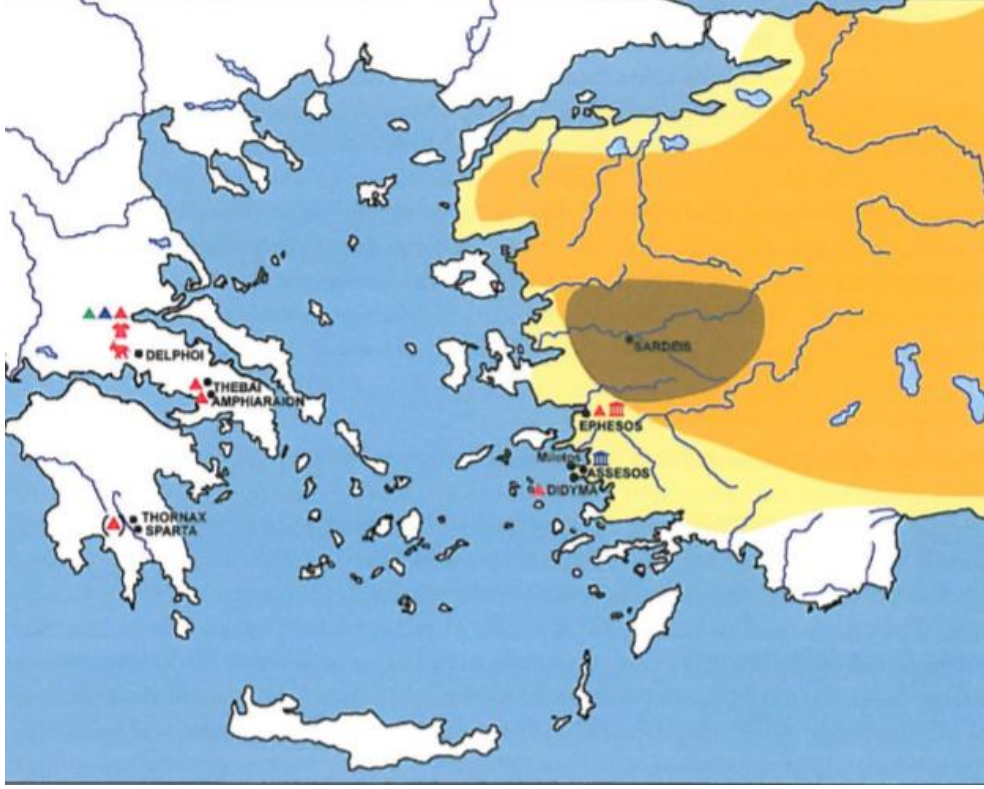 SARDEIS
DELPHOI
THEBAI
AMPHIARAION
EPHESOS
Miletos
ASSESOS
DIDYMA
THORNAX
SPARTA